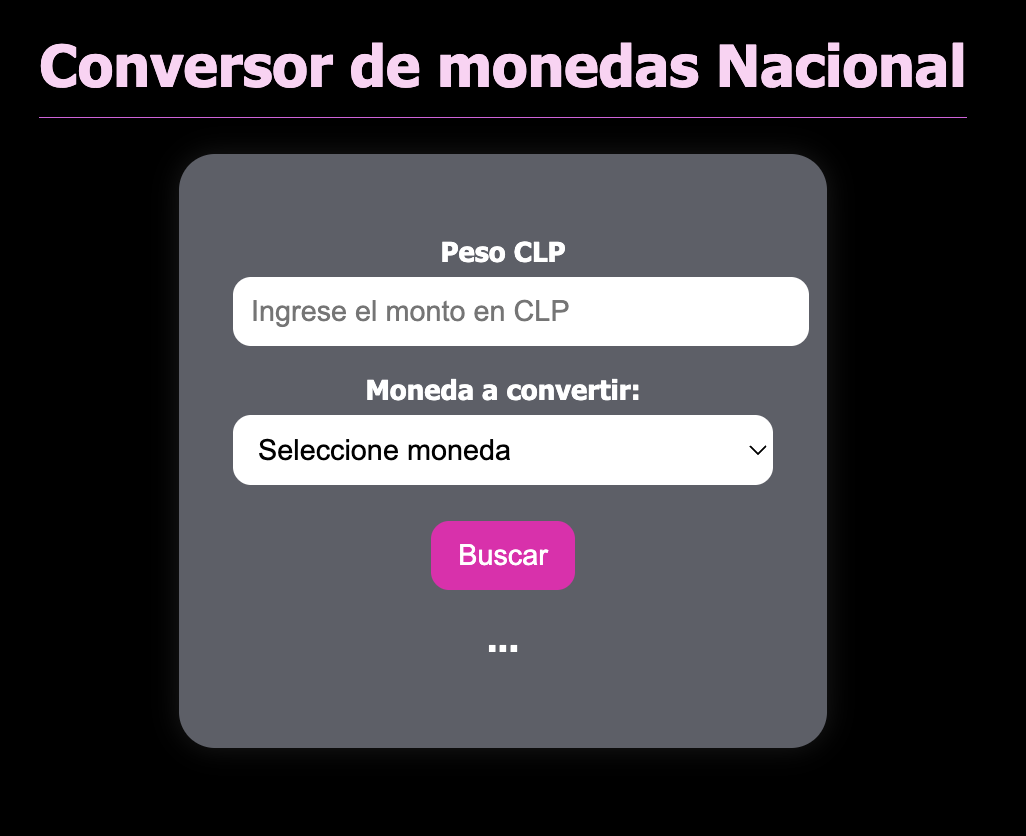 Conversor de monedas Nacional
Peso CLP
Ingrese el monto en CLP
Moneda a convertir:
Seleccione moneda
Buscar
...